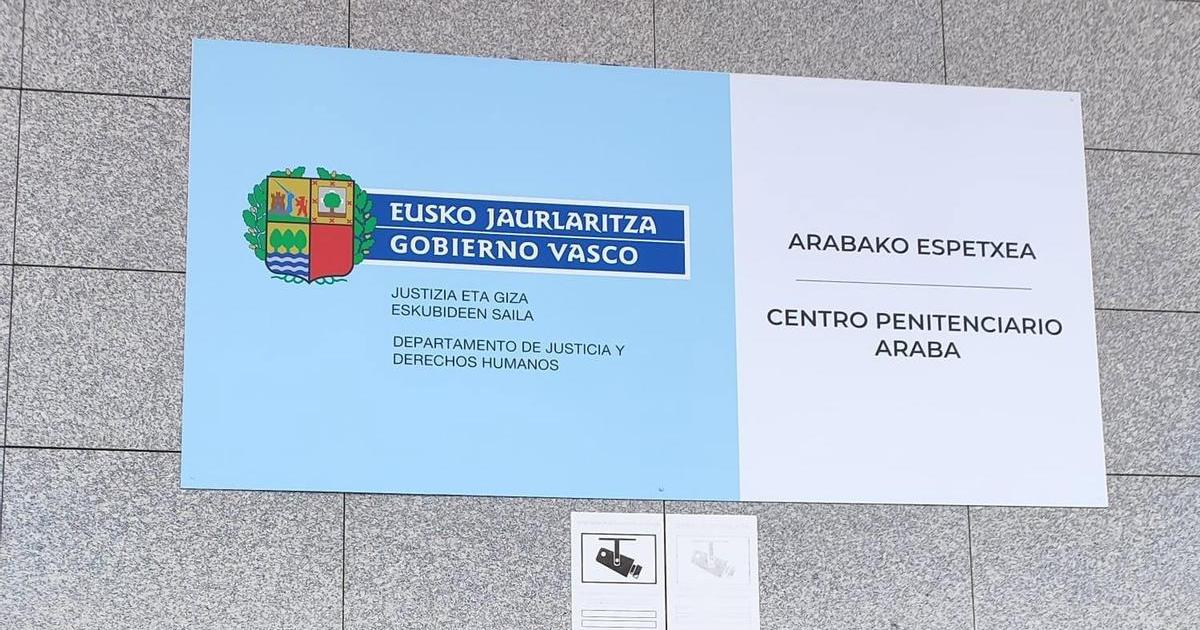 EUSKO JAURLARITZA
GOBIERNO VASCO
JUSTIZIA ETA GIZA
ESKUBIDEEN SAILA
DEPARTAMENTO DE JUSTICIA Y
DERECHOS HUMANOS
ARABAKO ESPETXEA
CENTRO PENITENCIARIO
ARABA